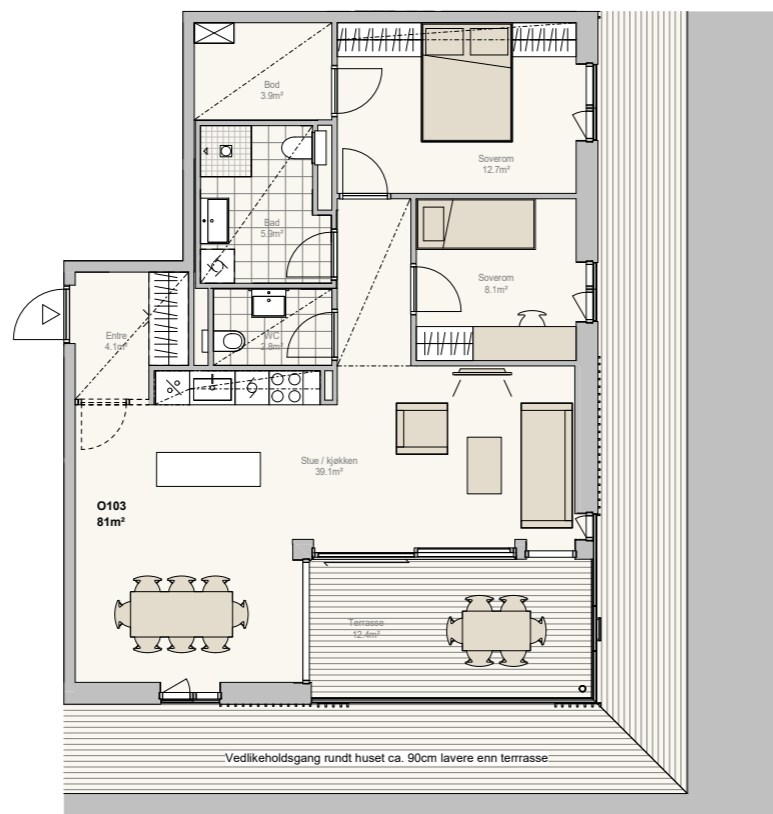 Bod
3.9m²
Soverom
12.7m²
Bad
5.9m²
Soverom
8.1m²
Entre
4.1m²
WC
2.8m²
Stue / kjøkken
39.1m²
O103
81m²
Terrasse
12.4m²
Vedlikeholdsgang rundt huset ca. 90cm lavere enn terrrasse